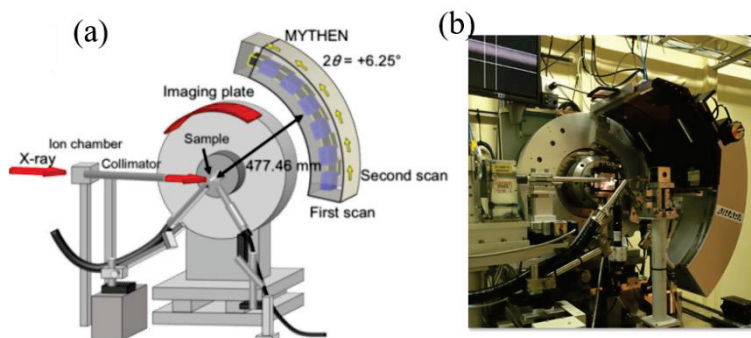 (a)
MYTHEN
2θ = +6.25°
Imaging plate
Sample
Ion chamber
Collimator
X-ray
477.46 mm
Second scan
First scan
(b)